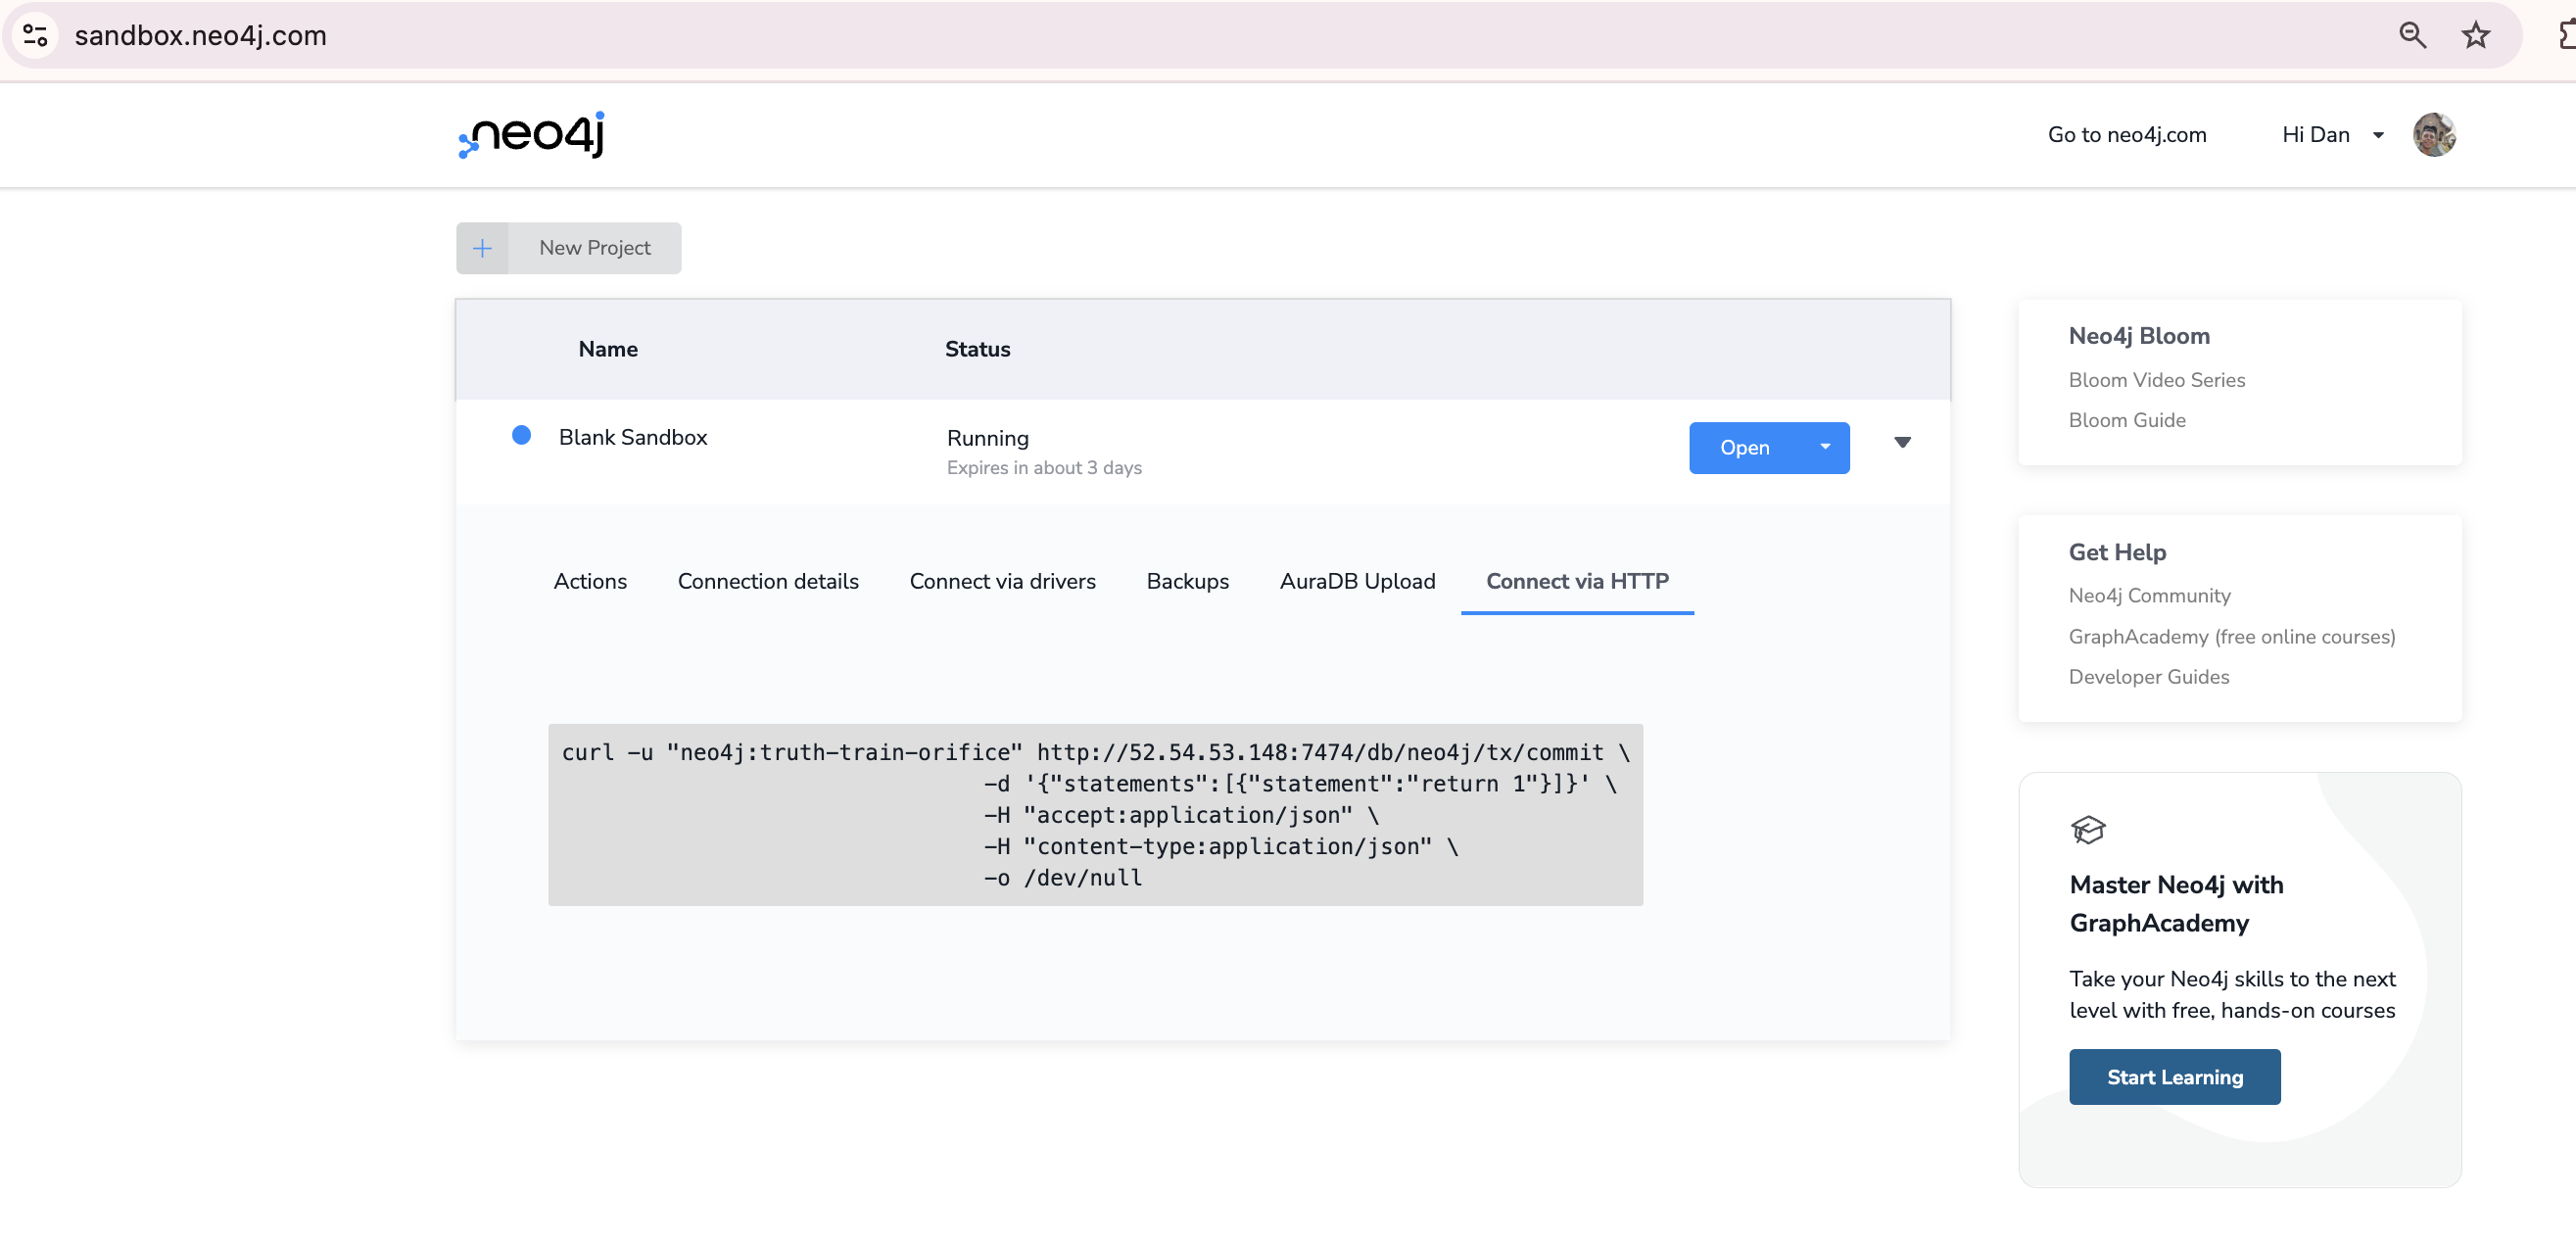 sandbox.neo4j.com
neo4j
Go to neo4j.com
Hi Dan
New Project
Name
Status
Blank Sandbox
Running
Expires in about 3 days
Open
Actions
Connection details
Connect via drivers
Backups
AuraDB Upload
Connect via HTTP
curl -u "neo4j:truth-train-orifice" http://52.54.53.148:7474/db/neo4j/tx/commit \
-d '{"statements":[{"statement":"return 1"}]}' \
-H "accept:application/json" \
-H "content-type:application/json" \
-o /dev/null
Neo4j Bloom
Bloom Video Series
Bloom Guide
Get Help
Neo4j Community
GraphAcademy (free online courses)
Developer Guides
Master Neo4j with
GraphAcademy
Take your Neo4j skills to the next
level with free, hands-on courses
Start Learning